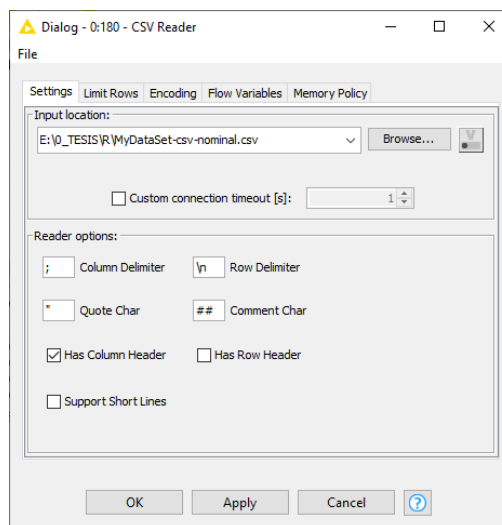 Dialog - 0:180 - CSV Reader
File
Settings Limit Rows Encoding Flow Variables Memory Policy
Input location:
E:\0_TESIS\R\MyDataSet-csv-nominal.csv Browse... V
Custom connection timeout [s]: 1
Reader options:
; Column Delimiter \n Row Delimiter
" Quote Char ## Comment Char
Has Column Header Has Row Header
Support Short Lines
OK Apply Cancel ?